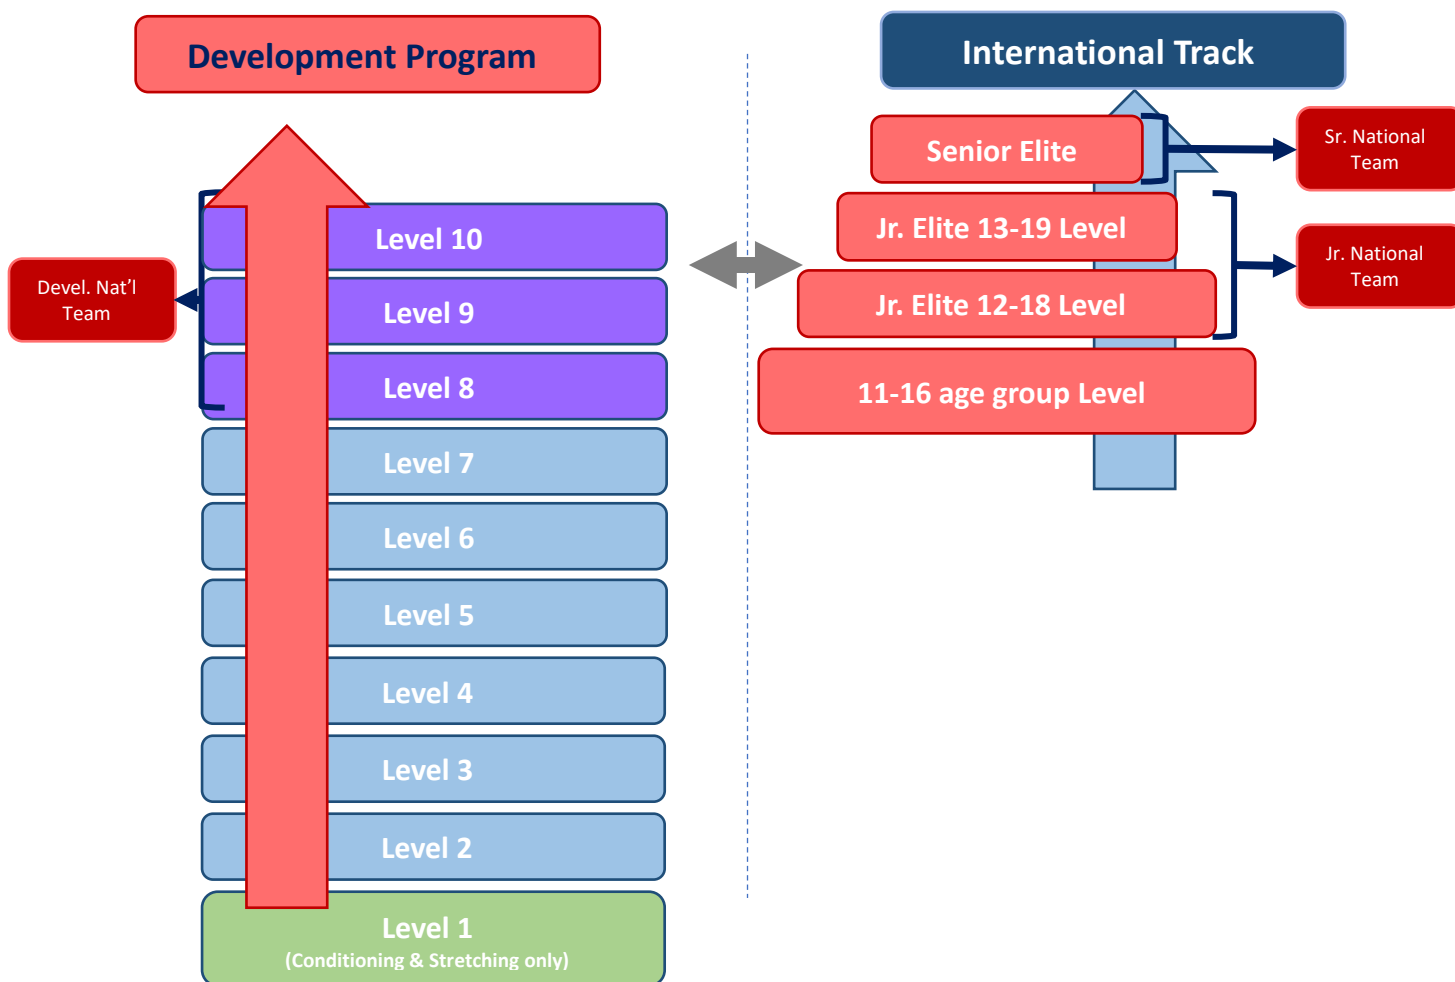 Development Program
Level 10
Level 9
Level 8
Level 7
Level 6
Level 5
Level 4
Level 3
Level 2
Level 1
(Conditioning & Stretching only)
Devel. Nat’l
Team
International Track
Senior Elite
Jr. Elite 13-19 Level
Jr. Elite 12-18 Level
11-16 age group Level
Sr. National
Team
Jr. National
Team